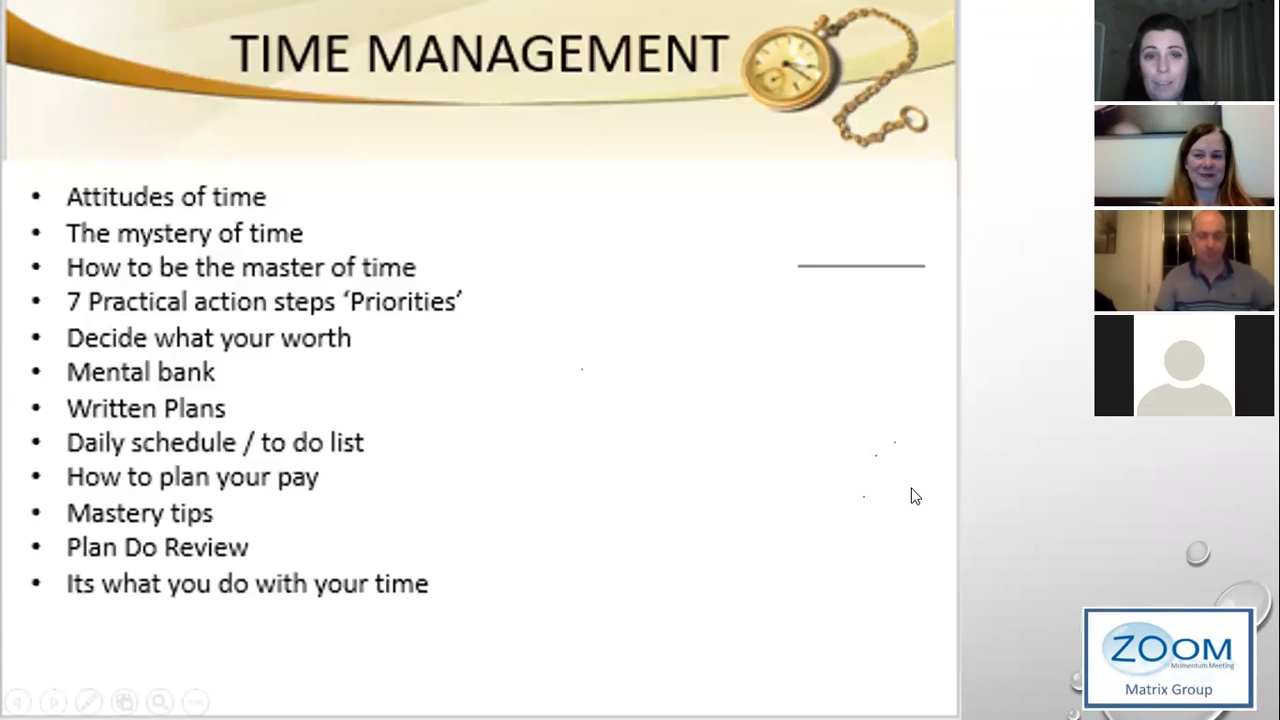 TIME MANAGEMENT
• Attitudes of time
• The mystery of time
• How to be the master of time
• 7 Practical action steps ‘Priorities’
• Decide what your worth
• Mental bank
• Written Plans
• Daily schedule / to do list
• How to plan your pay
• Mastery tips
• Plan Do Review
• Its what you do with your time
ZOOM
Momentum Meeting
Matrix Group